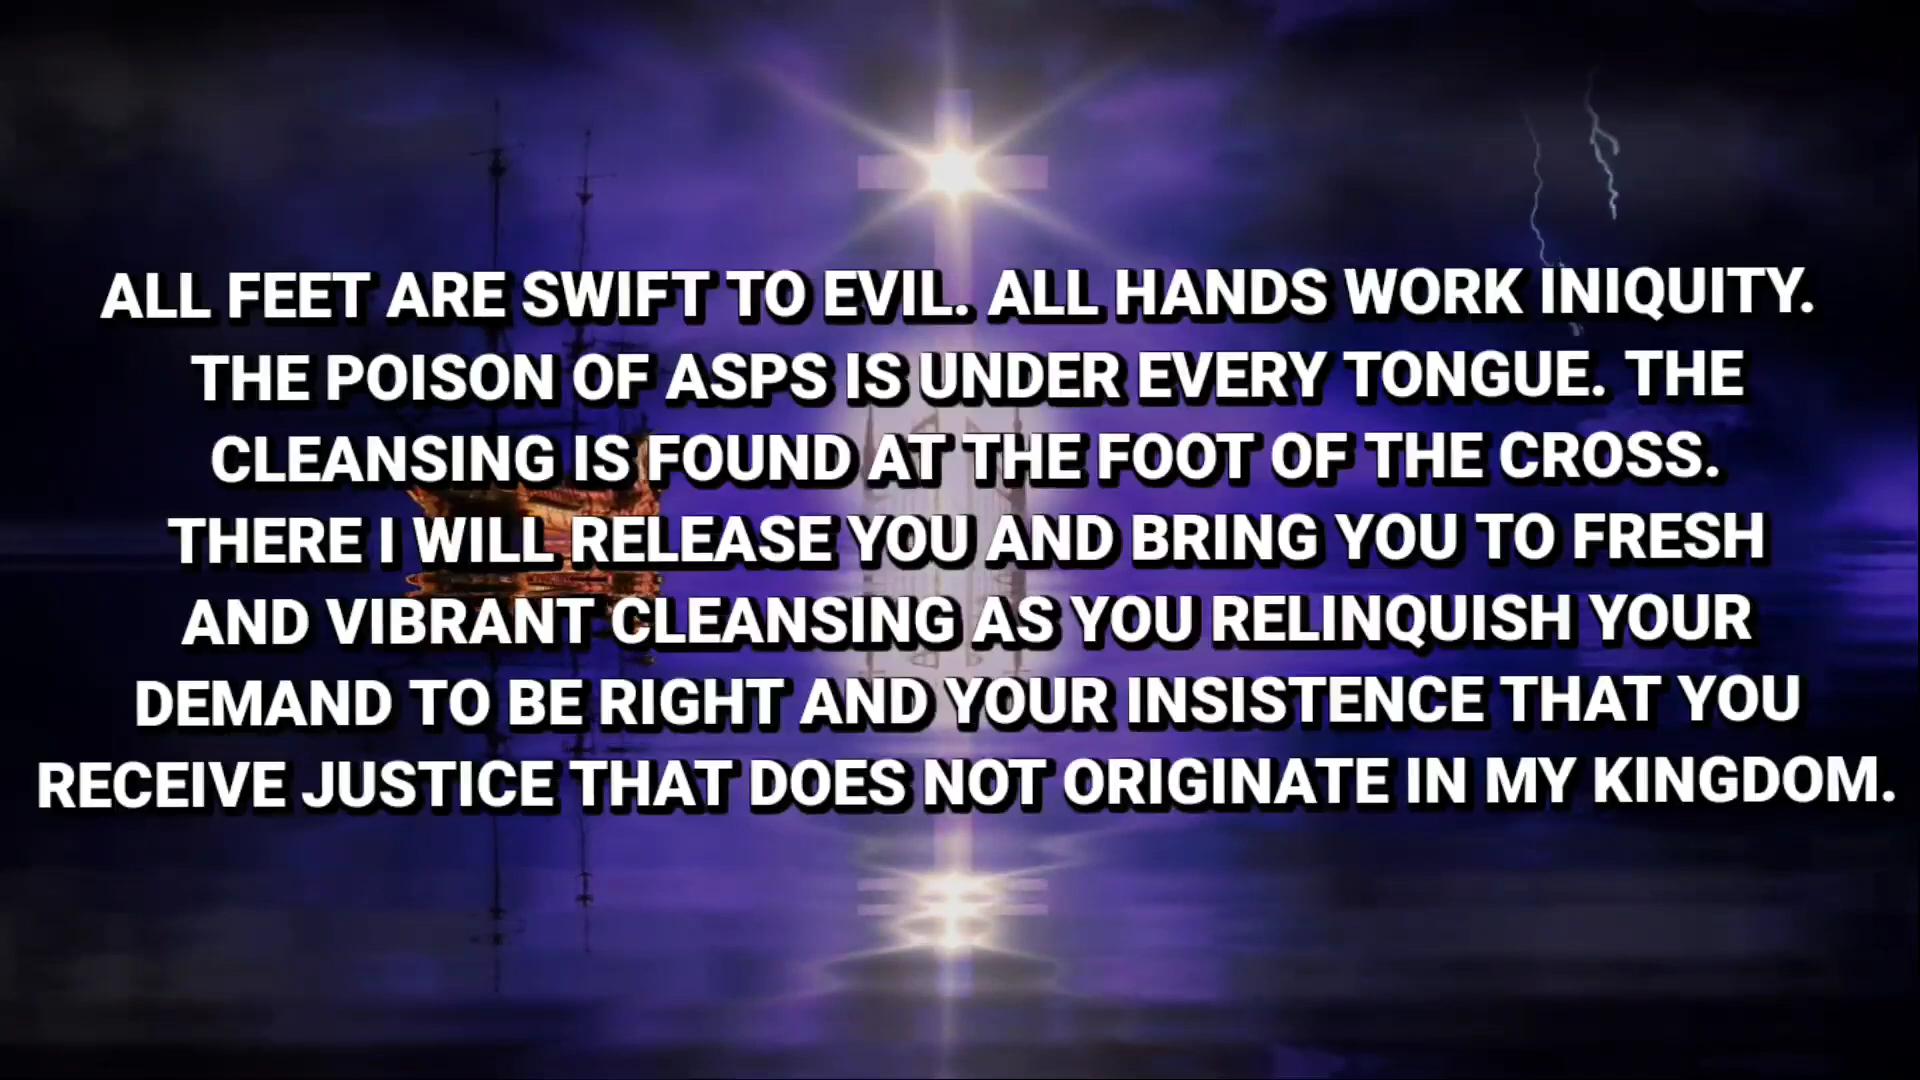 ALL FEET ARE SWIFT TO EVIL. ALL HANDS WORK INIQUITY.
THE POISON OF ASPS IS UNDER EVERY TONGUE. THE
CLEANSING IS FOUND AT THE FOOT OF THE CROSS.
THERE I WILL RELEASE YOU AND BRING YOU TO FRESH
AND VIBRANT CLEANSING AS YOU RELINQUISH YOUR
DEMAND TO BE RIGHT AND YOUR INSISTENCE THAT YOU
RECEIVE JUSTICE THAT DOES NOT ORIGINATE IN MY KINGDOM.